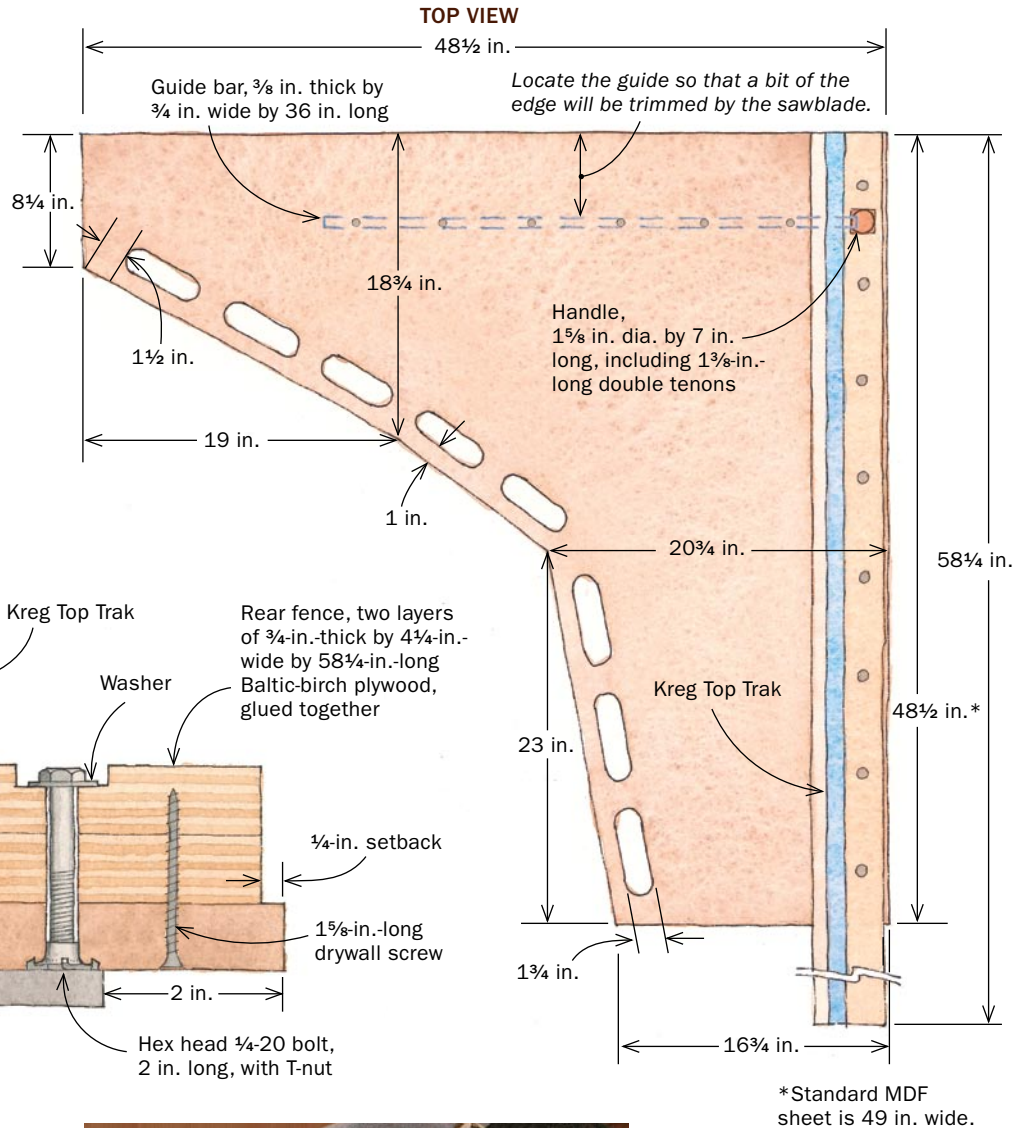 TOP VIEW
48½ in.
Guide bar, ⅜ in. thick by
¾ in. wide by 36 in. long
Locate the guide so that a bit of the
edge will be trimmed by the sawblade.
8¼ in.
18¾ in.
1½ in.
Handle,
1⅝ in. dia. by 7 in.
long, including 1⅜-in.-
long double tenons
19 in.
1 in.
20¾ in.
58¼ in.
Kreg Top Trak
Washer
Rear fence, two layers
of ¾-in.-thick by 4¼-in.-
wide by 58¼-in.-long
Baltic-birch plywood,
glued together
Kreg Top Trak
48½ in.*
23 in.
¼-in. setback
1⅝-in.-long
drywall screw
2 in.
1¾ in.
Hex head ¼-20 bolt,
2 in. long, with T-nut
16¾ in.
*Standard MDF
sheet is 49 in. wide.